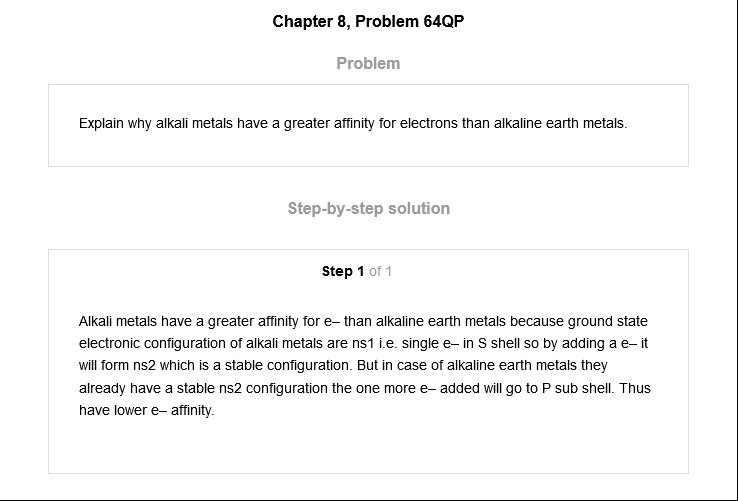 Chapter 8, Problem 64QP
Problem
Explain why alkali metals have a greater affinity for electrons than alkaline earth metals.
Step-by-step solution
Step 1 of 1
Alkali metals have a greater affinity for e– than alkaline earth metals because ground state
electronic configuration of alkali metals are ns1 i.e. single e– in S shell so by adding a e– it
will form ns2 which is a stable configuration. But in case of alkaline earth metals they
already have a stable ns2 configuration the one more e– added will go to P sub shell. Thus
have lower e– affinity.